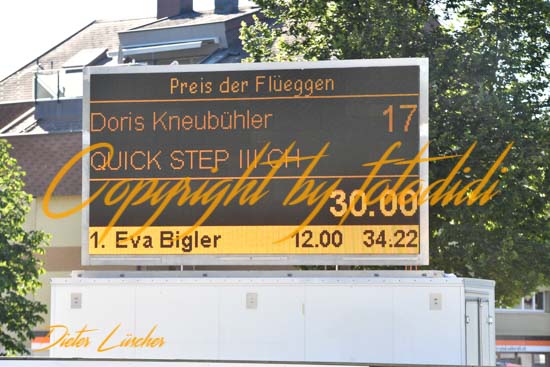 Preis der Flüeggen
Doris Kneubühler 17
QUICK STEP III CH
Copyright by fotodidi
30.00
1. Eva Bigler 12.00 34.22
Dieter Lüscher